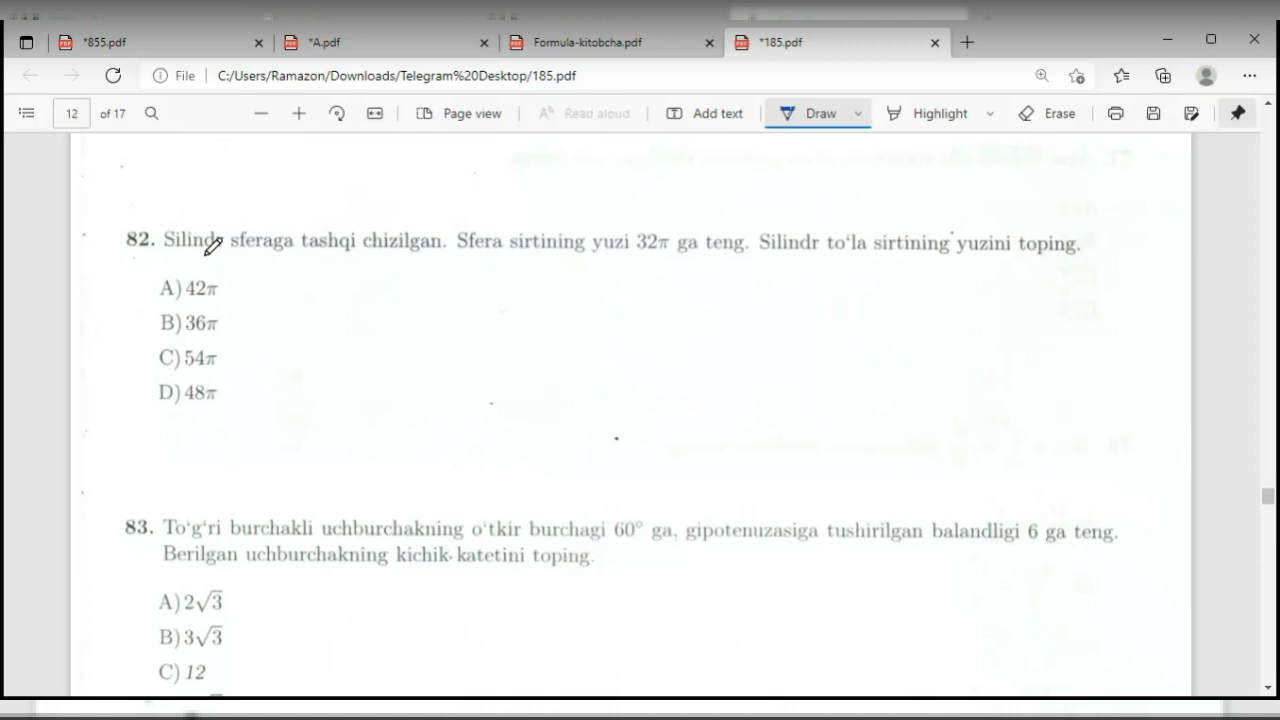 *855.pdf
*A.pdf
Formula-kitobcha.pdf
*185.pdf
File
C:/Users/Ramazon/Downloads/Telegram%20Desktop/185.pdf
12 of 17
Page view
Read aloud
Add text
Draw
Highlight
Erase
82. Silindr sferaga tashqi chizilgan. Sfera sirtining yuzi 32π ga teng. Silindr to‘la sirtining yuzini toping.
A) 42π
B) 36π
C) 54π
D) 48π
83. To‘g‘ri burchakli uchburchakning o‘tkir burchagi 60° ga, gipotenuzasiga tushirilgan balandligi 6 ga teng.
Berilgan uchburchakning kichik katetini toping.
A) 2√3
B) 3√3
C) 12